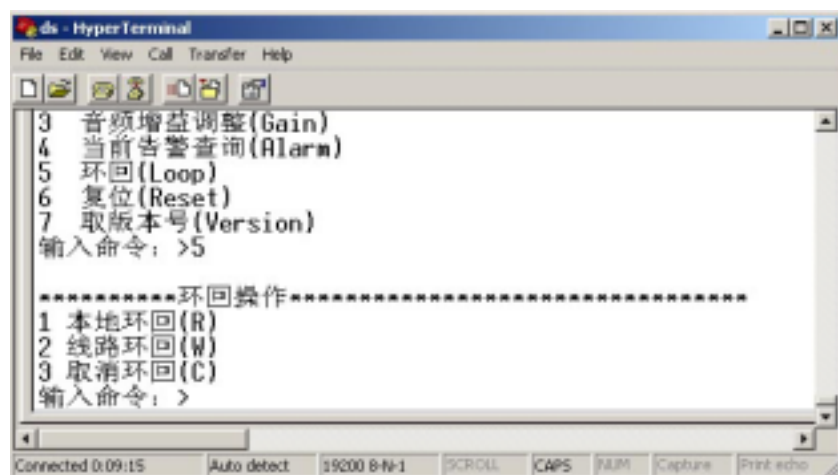 ds - HyperTerminal
File Edit View Call Transfer Help
3 音频增益调整(Gain)
4 当前告警查询(Alarm)
5 环回(Loop)
6 复位(Reset)
7 取版本号(Version)
输入命令: >5
**********环回操作*********************************
1 本地环回(R)
2 线路环回(W)
3 取消环回(C)
输入命令: >
Connected 0:09:15 Auto detect 19200 8-N-1 SCROLL CAPS NUM Capture Print echo